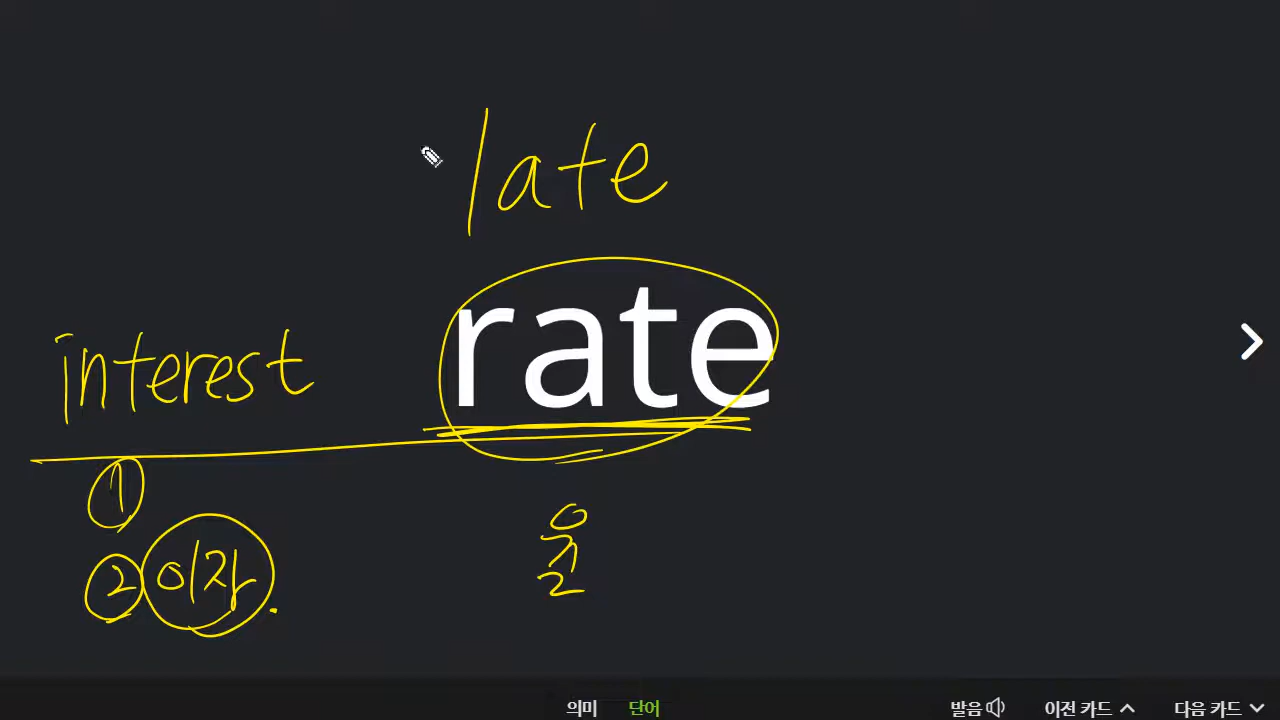 late
interest rate
①
② 이자.
율
의미 단어 발음 이전 카드 다음 카드